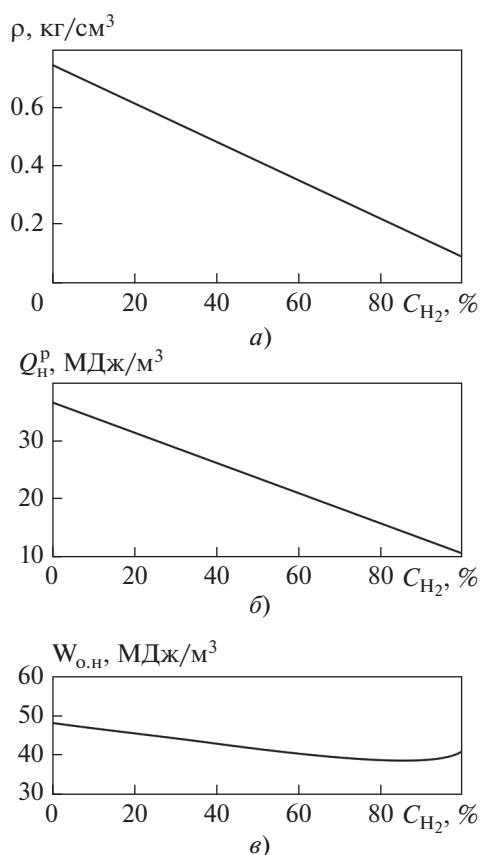 ρ, кг/см³
0.6
0.4
0.2
0 20 40 60 80 C_H₂, %
а)
Q_н^р, МДж/м³
30
20
10
0 20 40 60 80 C_H₂, %
б)
W_о.н, МДж/м³
60
50
40
30
0 20 40 60 80 C_H₂, %
в)